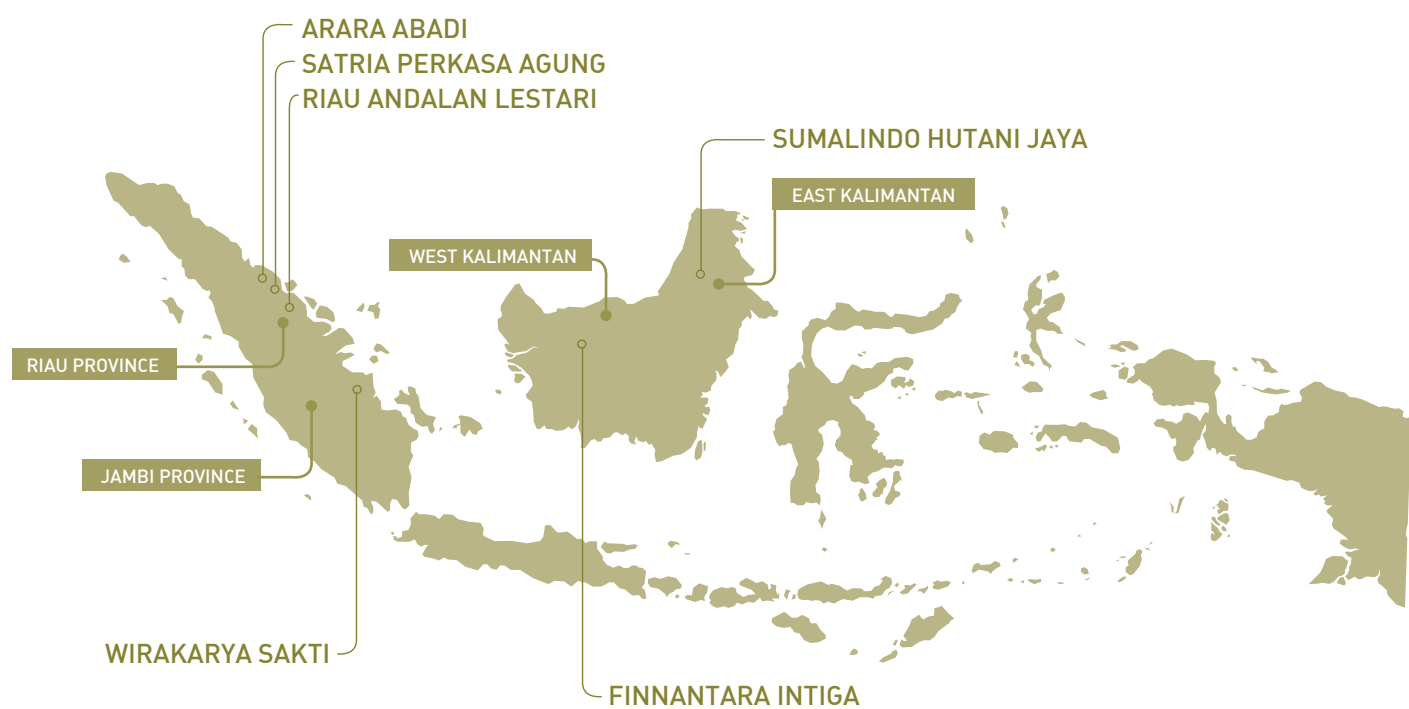 ARARA ABADI
SATRIA PERKASA AGUNG
RIAU ANDALAN LESTARI
SUMALINDO HUTANI JAYA
EAST KALIMANTAN
WEST KALIMANTAN
RIAU PROVINCE
JAMBI PROVINCE
WIRAKARYA SAKTI
FINNANTARA INTIGA